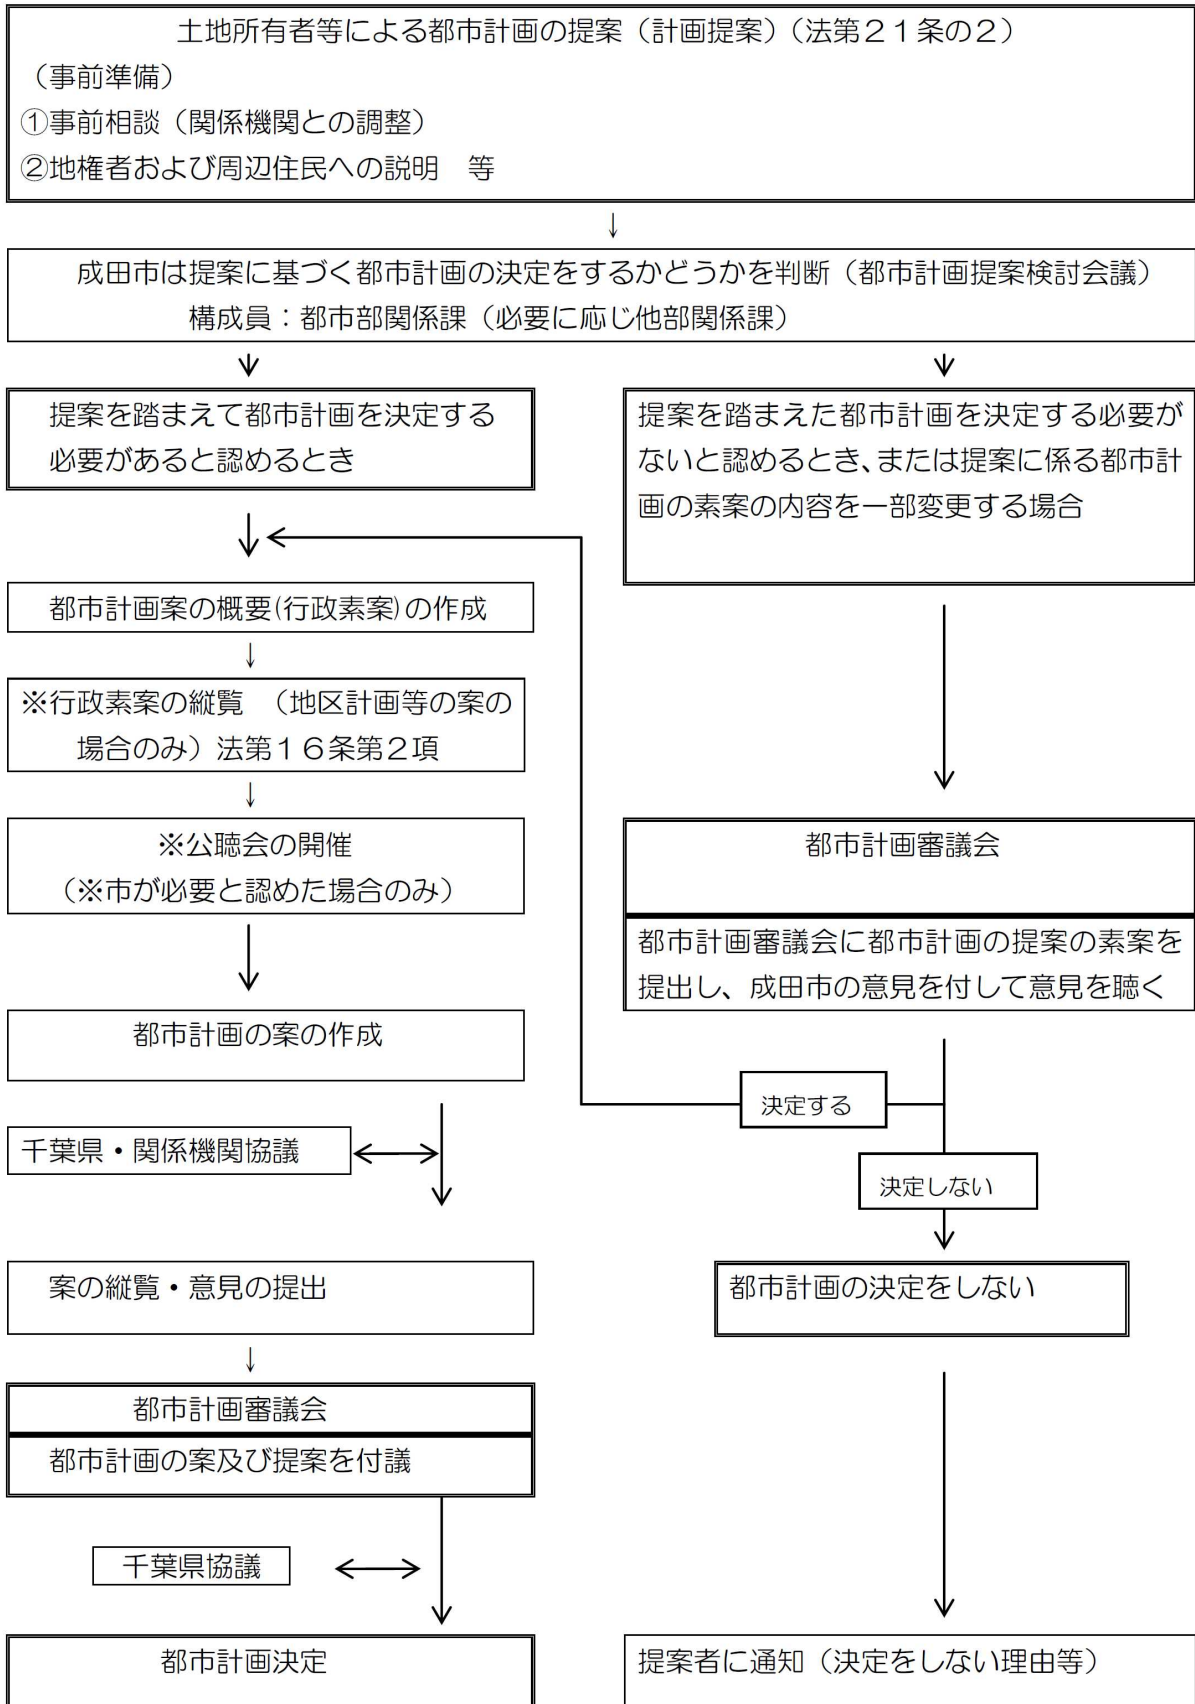 土地所有者等による都市計画の提案（計画提案）（法第２１条の２）
（事前準備）
①事前相談（関係機関との調整）
②地権者および周辺住民への説明　等
↓
成田市は提案に基づく都市計画の決定をするかどうかを判断（都市計画提案検討会議）
構成員：都市部関係課（必要に応じ他部関係課）
提案を踏まえて都市計画を決定する
必要があると認めるとき
提案を踏まえた都市計画を決定する必要が
ないと認めるとき、または提案に係る都市計
画の素案の内容を一部変更する場合
都市計画案の概要(行政素案)の作成
↓
※行政素案の縦覧　（地区計画等の案の
場合のみ）法第１６条第２項
↓
※公聴会の開催
（※市が必要と認めた場合のみ）
都市計画審議会
都市計画審議会に都市計画の提案の素案を
提出し、成田市の意見を付して意見を聴く
都市計画の案の作成
決定する
千葉県・関係機関協議
決定しない
案の縦覧・意見の提出
都市計画の決定をしない
↓
都市計画審議会
都市計画の案及び提案を付議
千葉県協議
都市計画決定
提案者に通知（決定をしない理由等）